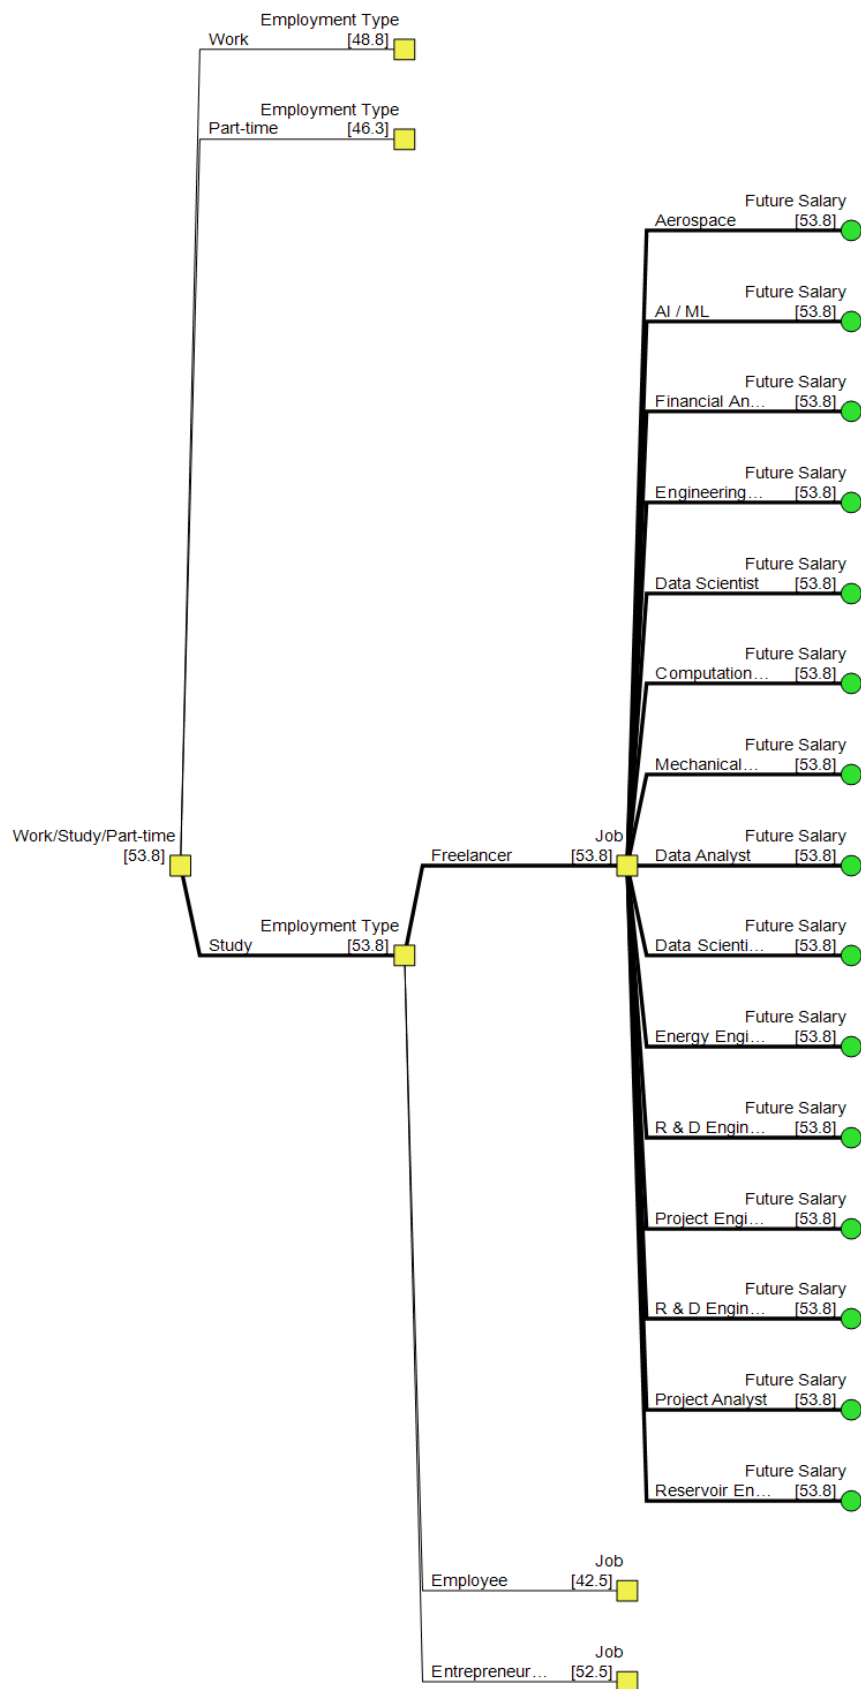 Employment Type
Work [48.8]
Employment Type
Part-time [46.3]
Future Salary
Aerospace [53.8]
Future Salary
AI / ML [53.8]
Future Salary
Financial An... [53.8]
Future Salary
Engineering... [53.8]
Future Salary
Data Scientist [53.8]
Future Salary
Computation... [53.8]
Future Salary
Mechanical... [53.8]
Work/Study/Part-time
[53.8]
Job
Freelancer [53.8]
Future Salary
Data Analyst [53.8]
Employment Type
Study [53.8]
Future Salary
Data Scienti... [53.8]
Future Salary
Energy Engi... [53.8]
Future Salary
R & D Engin... [53.8]
Future Salary
Project Engi... [53.8]
Future Salary
R & D Engin... [53.8]
Future Salary
Project Analyst [53.8]
Future Salary
Reservoir En... [53.8]
Job
Employee [42.5]
Job
Entrepreneur... [52.5]